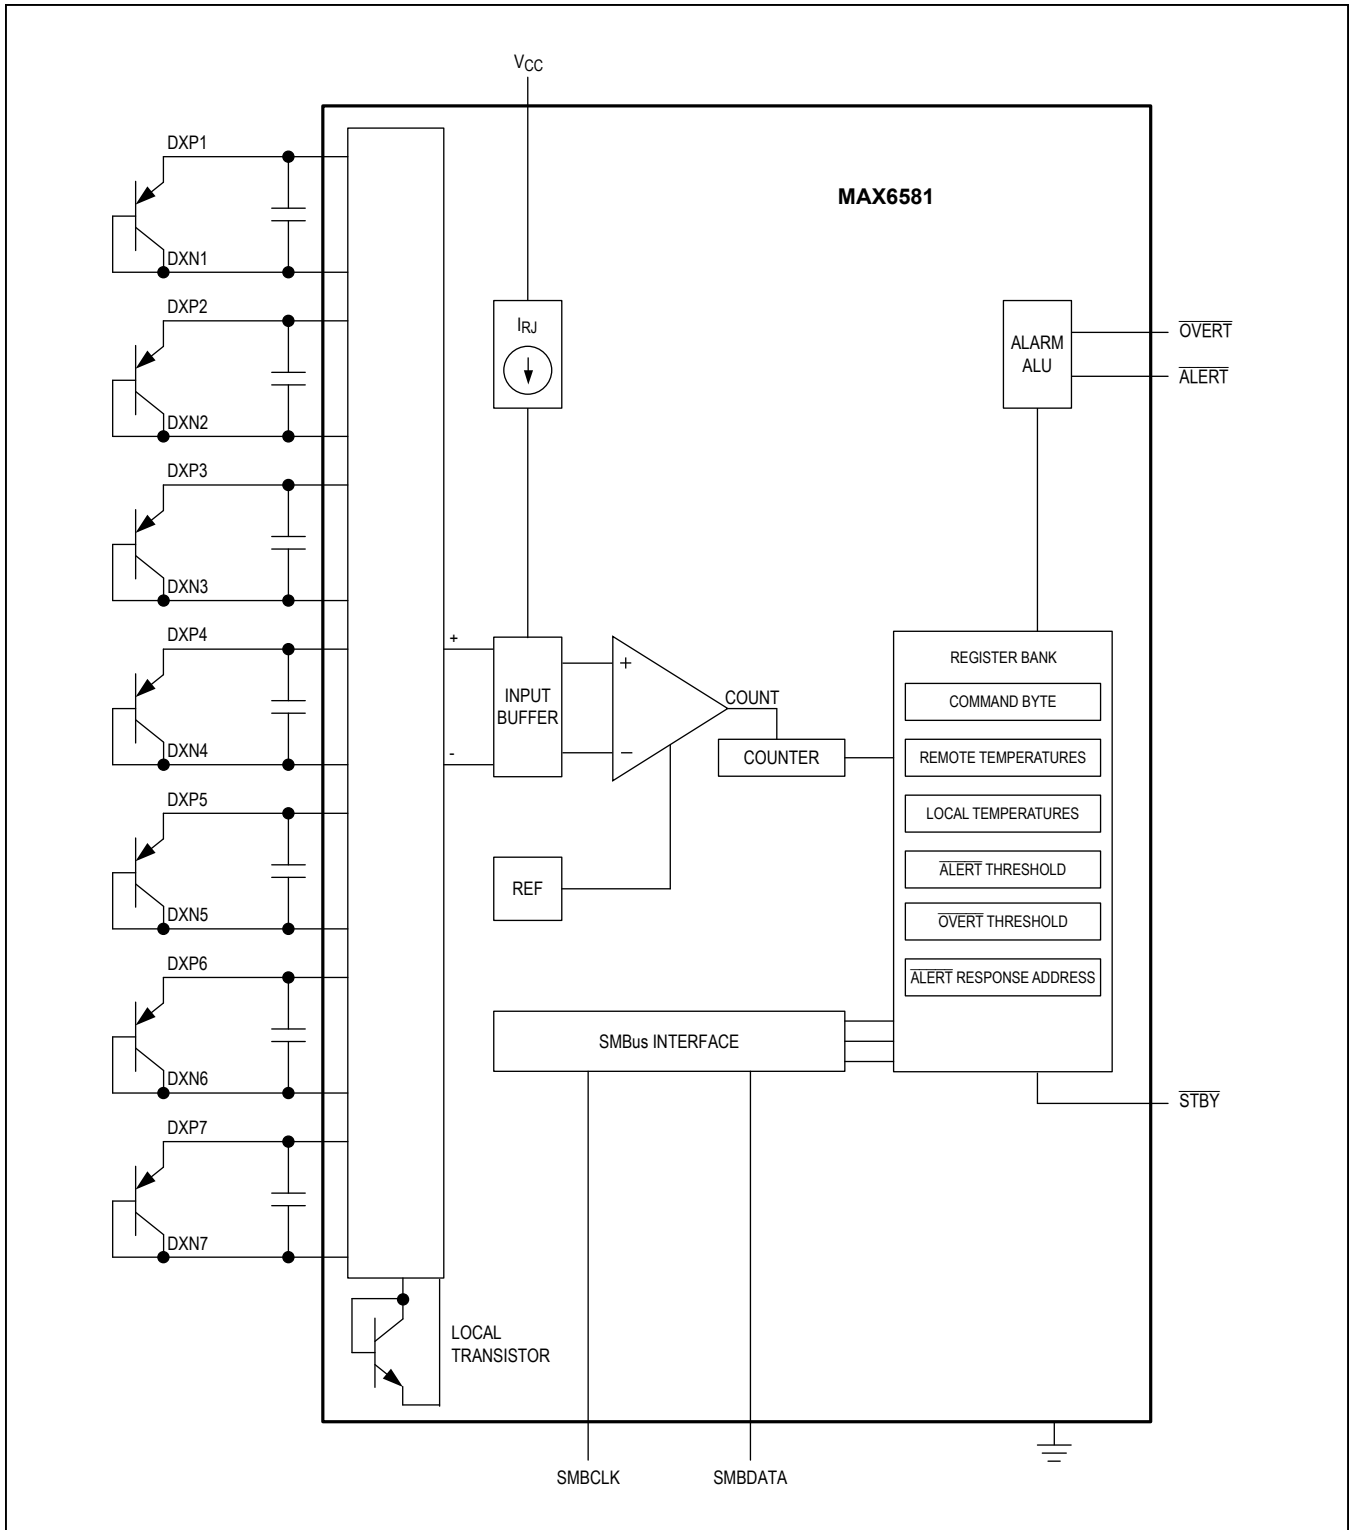 VCC
DXP1
MAX6581
DXN1
DXP2
IRJ
ALARM
ALU
OVERT
ALERT
DXN2
DXP3
DXN3
DXP4
+
-
INPUT
BUFFER
+
−
COUNT
COUNTER
DXN4
REGISTER BANK
COMMAND BYTE
REMOTE TEMPERATURES
LOCAL TEMPERATURES
ALERT THRESHOLD
OVERT THRESHOLD
ALERT RESPONSE ADDRESS
DXP5
REF
DXN5
DXP6
SMBus INTERFACE
DXN6
STBY
DXP7
DXN7
LOCAL
TRANSISTOR
SMBCLK
SMBDATA